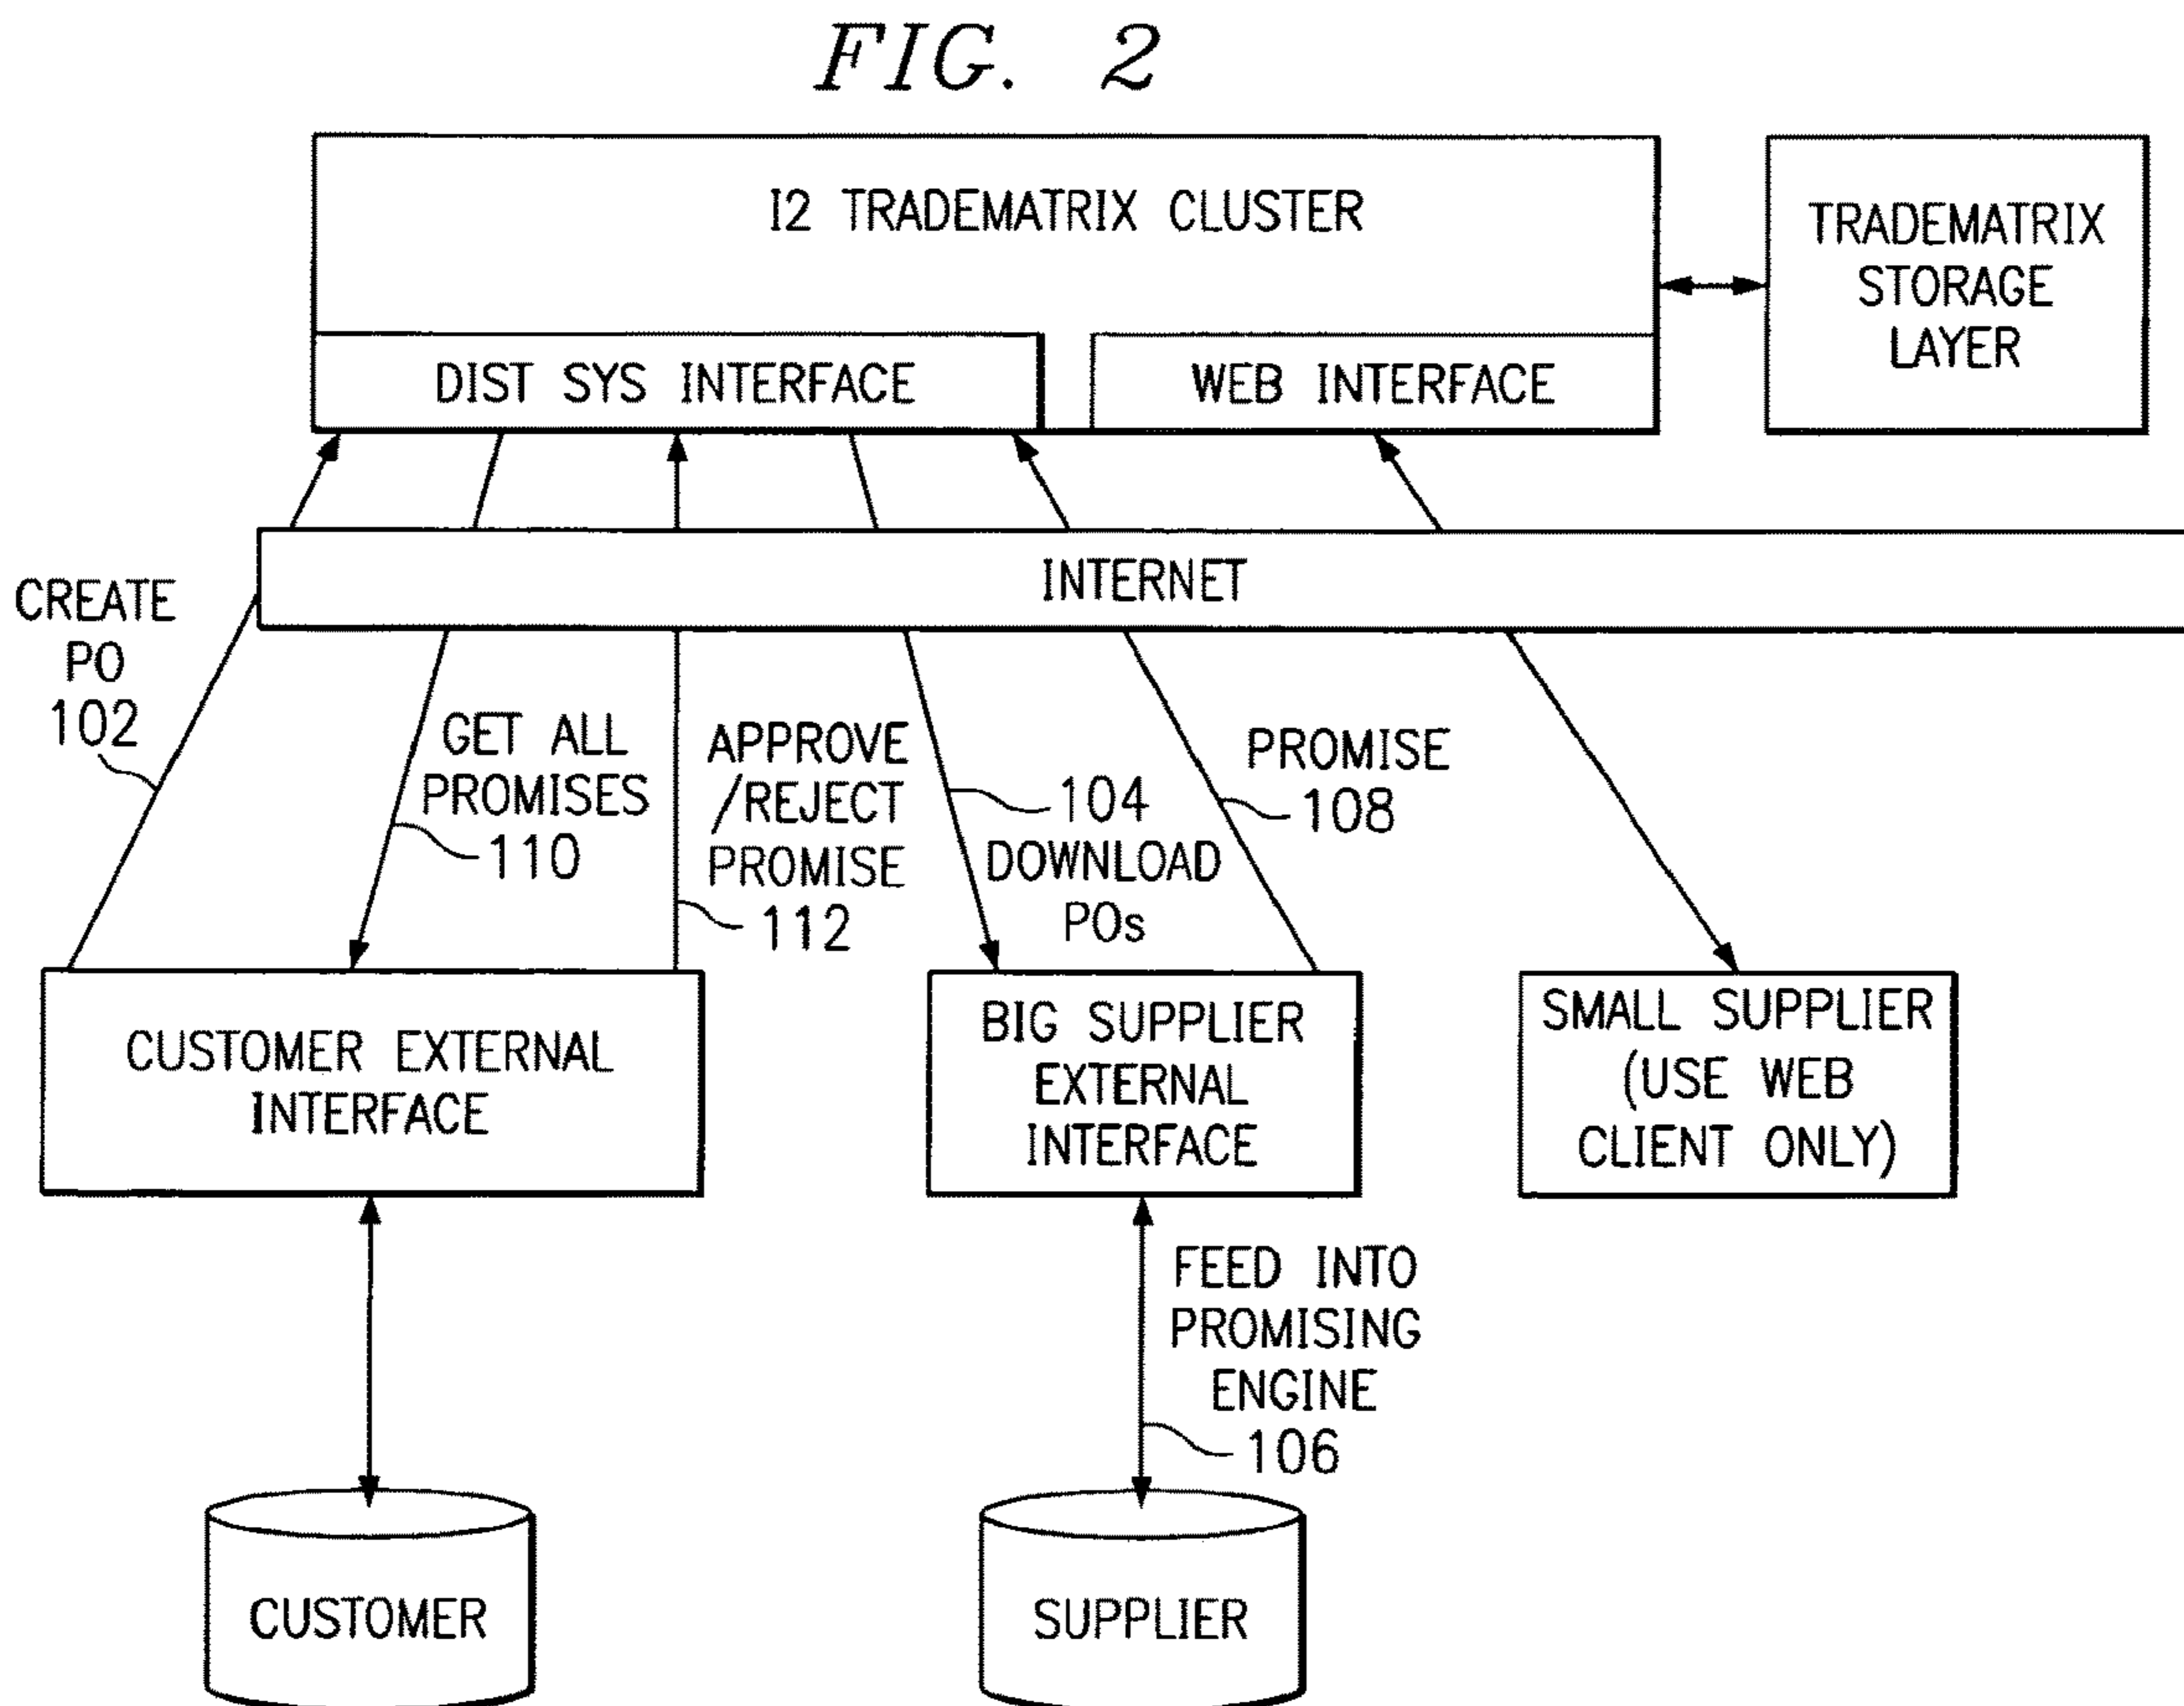 FIG. 2
I2 TRADEMATRIX CLUSTER
TRADEMATRIX
STORAGE
LAYER
DIST SYS INTERFACE
WEB INTERFACE
INTERNET
CREATE
PO
102
GET ALL
PROMISES
110
APPROVE
/REJECT
PROMISE
112
104
DOWNLOAD
POs
PROMISE
108
CUSTOMER EXTERNAL
INTERFACE
BIG SUPPLIER
EXTERNAL
INTERFACE
SMALL SUPPLIER
(USE WEB
CLIENT ONLY)
FEED INTO
PROMISING
ENGINE
106
CUSTOMER
SUPPLIER